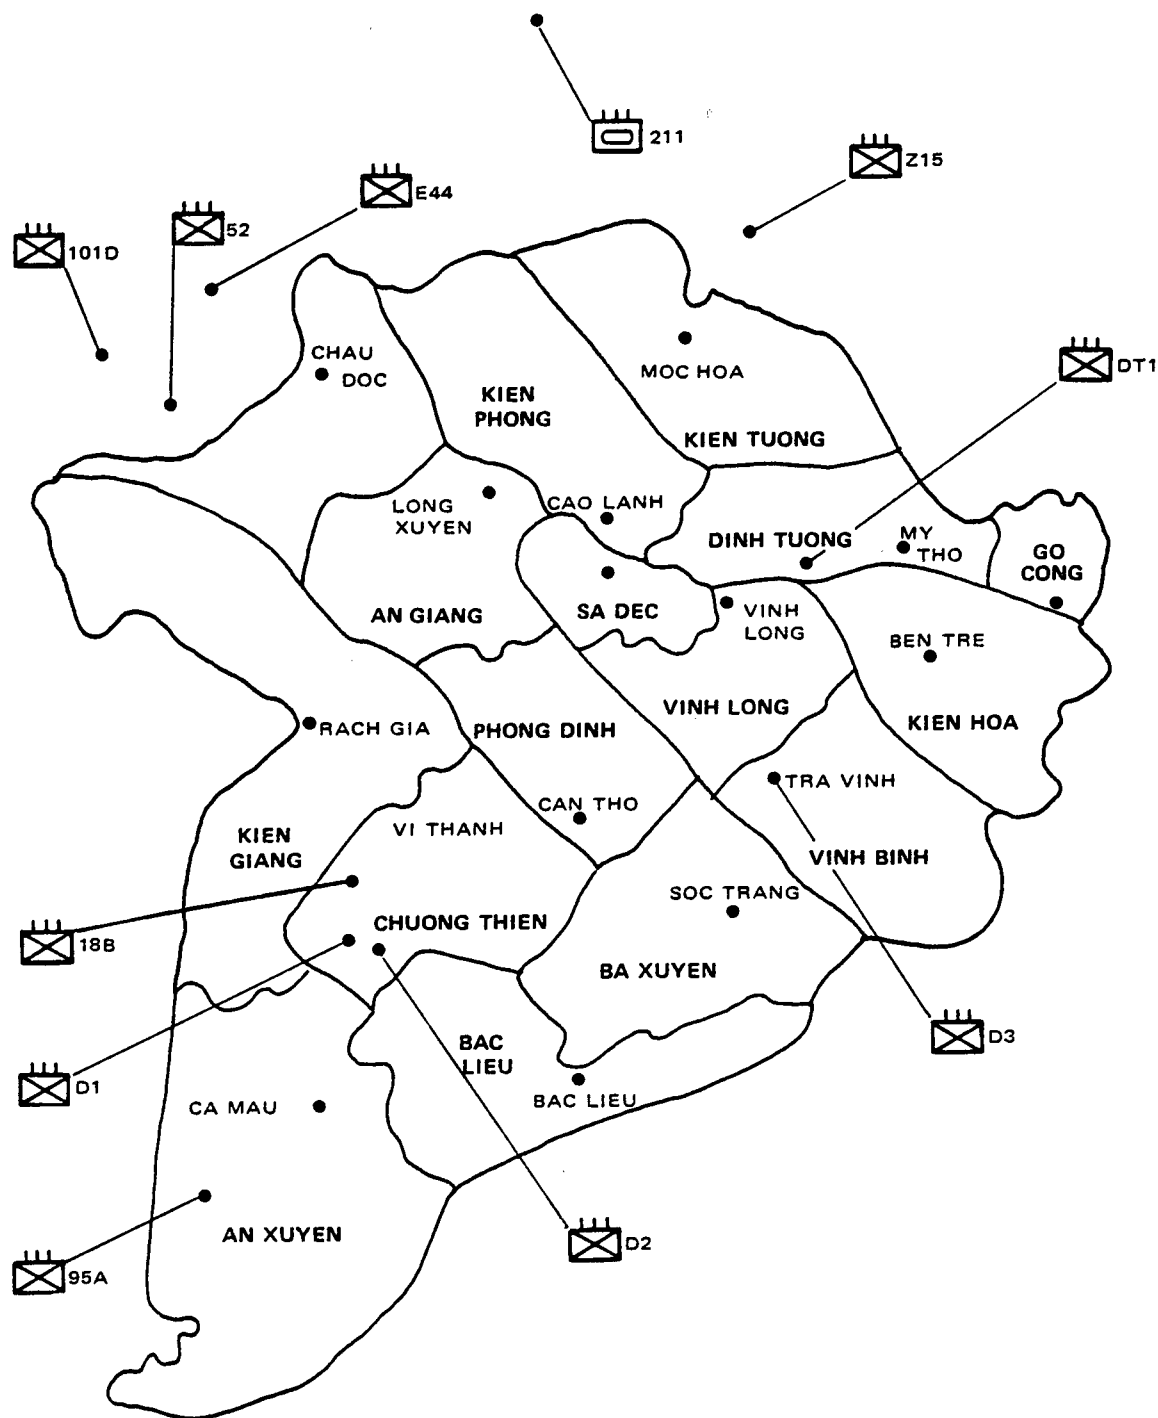 211
Z15
E44
52
101D
DT1
CHAU
DOC
MOC HOA
KIEN
PHONG
KIEN TUONG
LONG
XUYEN
CAO LANH
DINH TUONG
MY
THO
GO
CONG
AN GIANG
SA DEC
VINH
LONG
BEN TRE
VINH LONG
KIEN HOA
RACH GIA
PHONG DINH
TRA VINH
CAN THO
VI THANH
KIEN
GIANG
VINH BINH
SOC TRANG
CHUONG THIEN
18B
BA XUYEN
BAC
LIEU
D3
D1
BAC LIEU
CA MAU
AN XUYEN
D2
95A